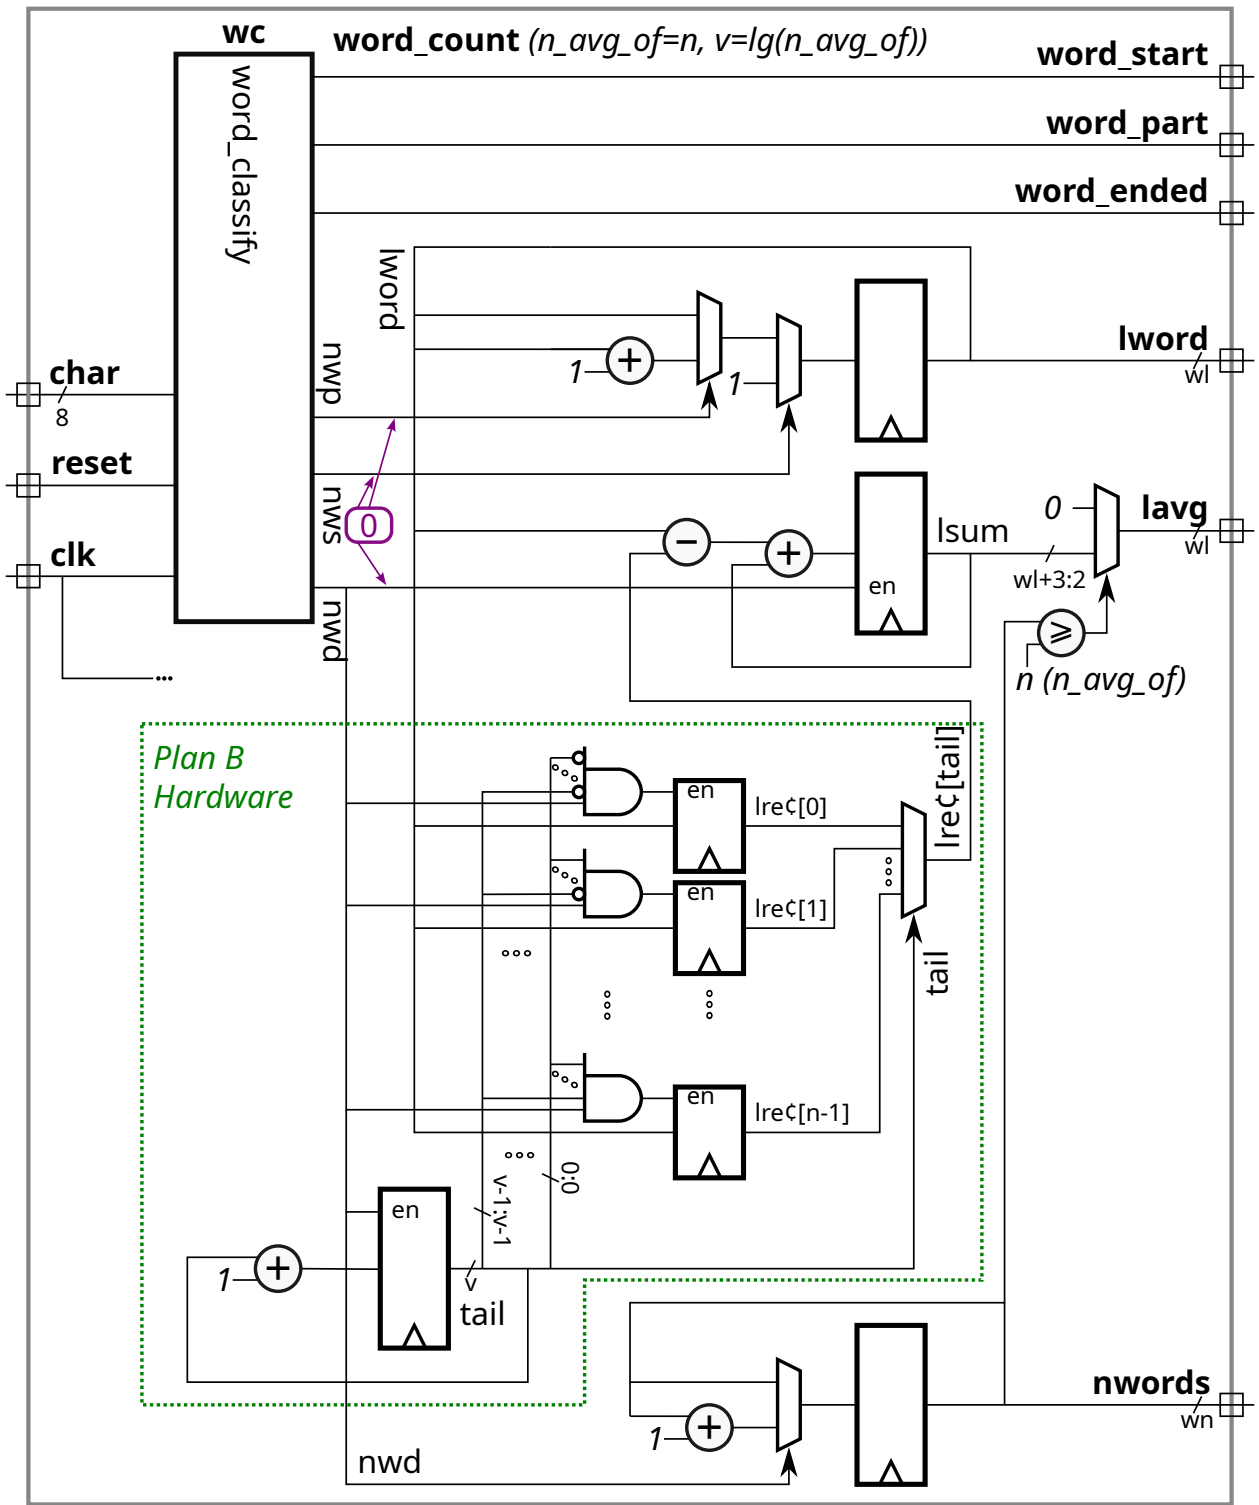 wc
word_count (n_avg_of=n, v=lg(n_avg_of))
word_start
word_classify
word_part
word_ended
lword
nwp
1
+
1
lword
wl
char
8
reset
nws
0
clk
−
+
lsum
en
0
lavg
wl
wl+3:2
nwd
...
⩾
n (n_avg_of)
Plan B
Hardware
en
lre¢[0]
lre¢[tail]
en
lre¢[1]
tail
en
lre¢[n-1]
0:0
v-1:v-1
en
1
+
v
tail
nwords
wn
1
+
nwd